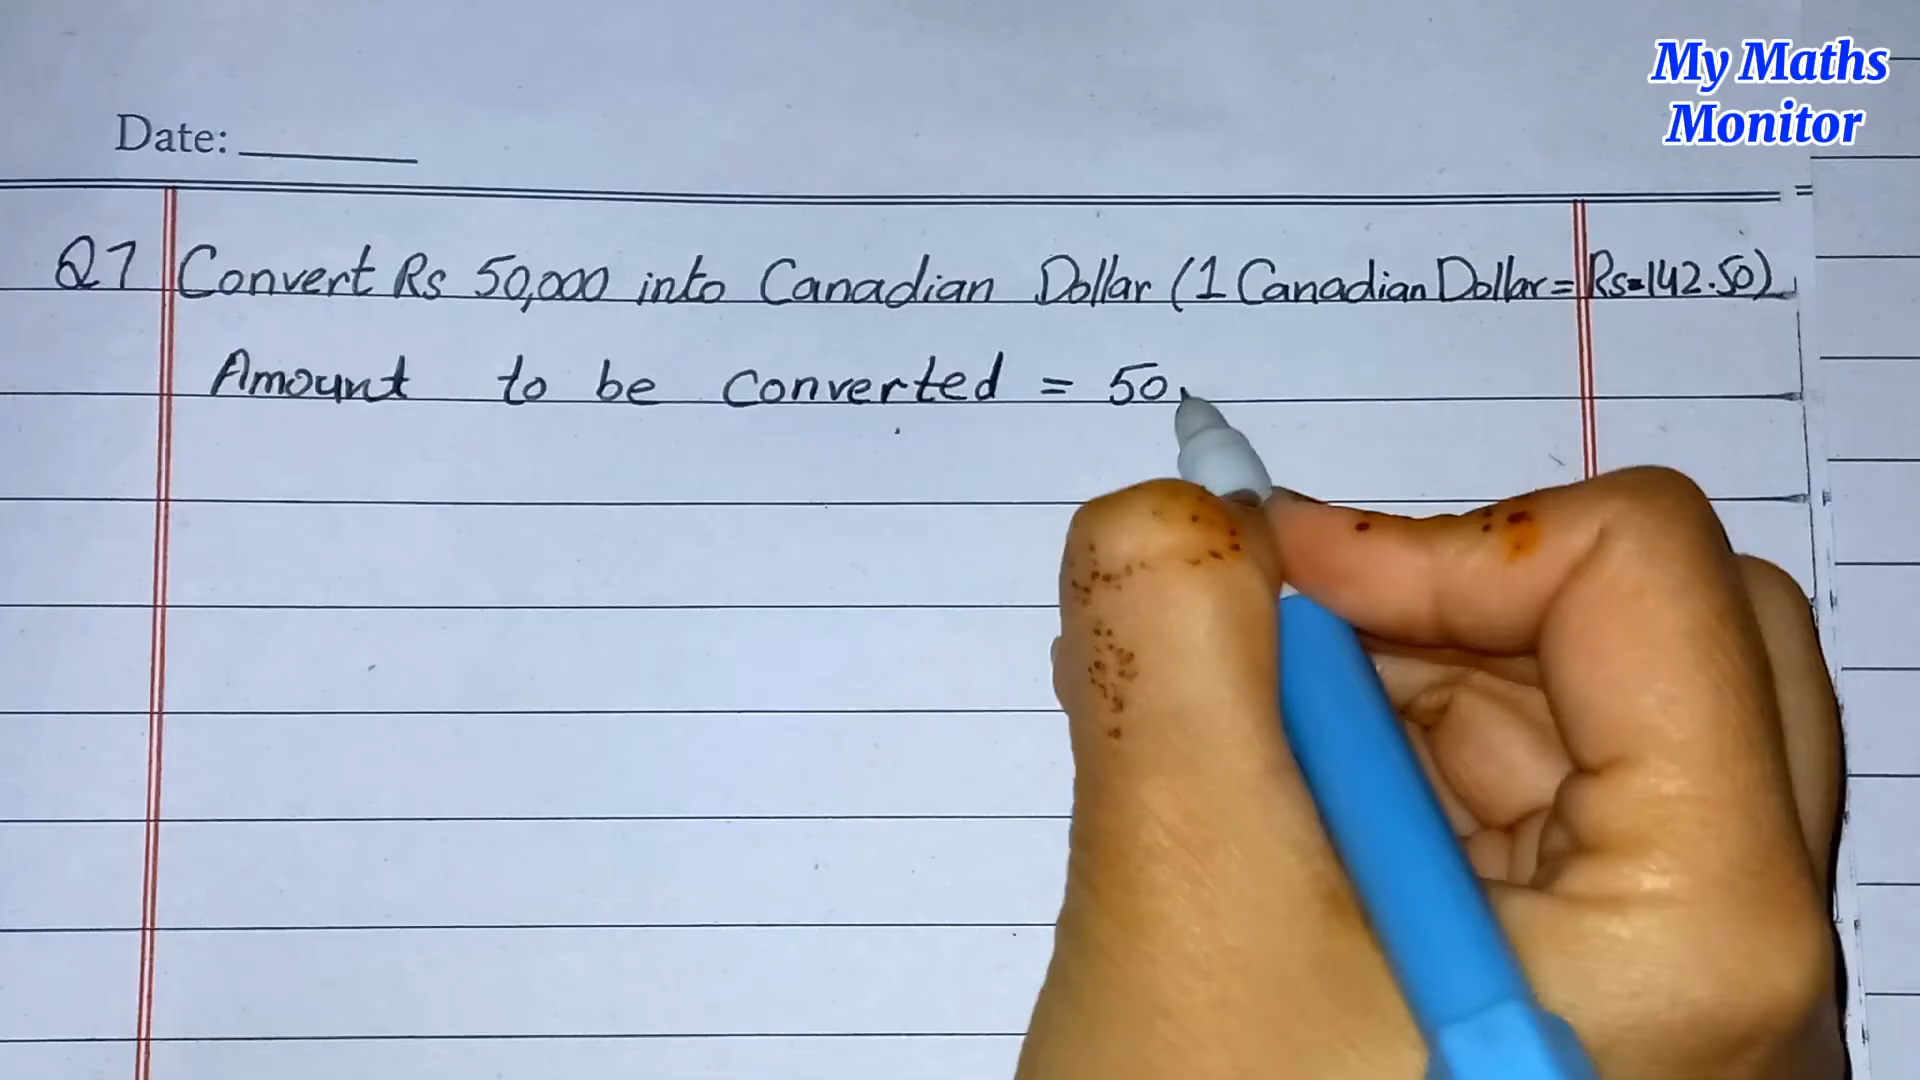 My Maths
Monitor
Date:
Q7 Convert Rs 50,000 into Canadian Dollar (1 Canadian Dollar = Rs=142.50)
Amount to be converted = 50,